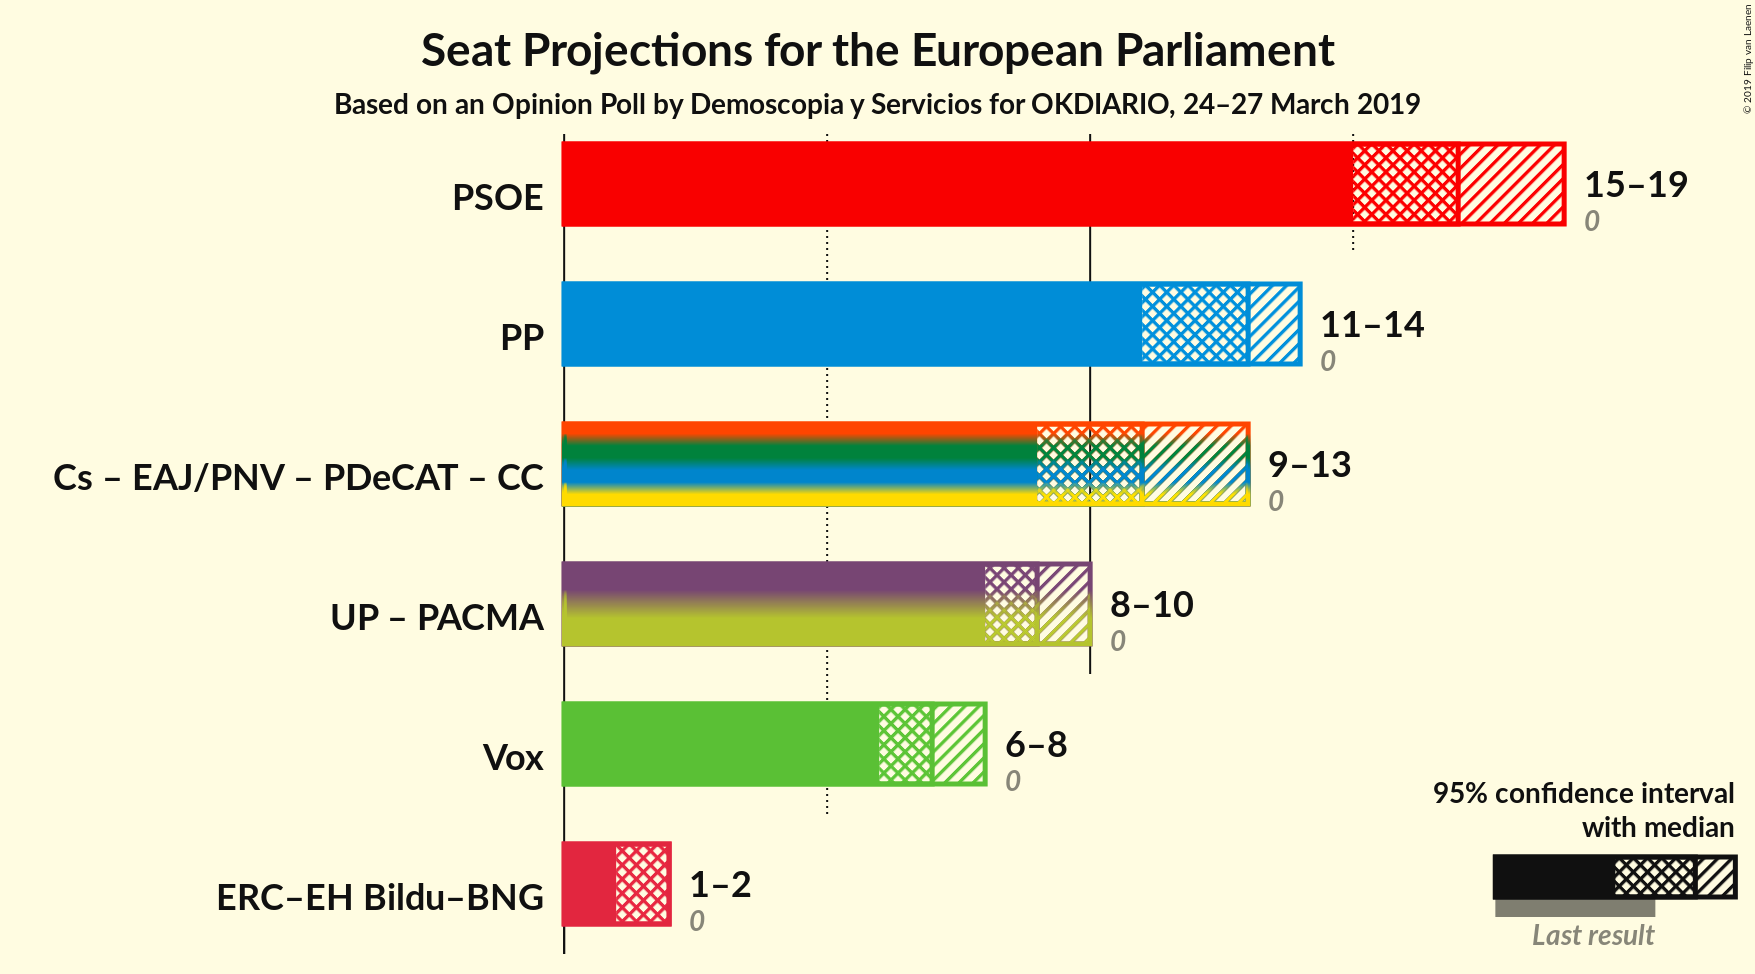 Seat Projections for the European Parliament
Based on an Opinion Poll by Demoscopia y Servicios for OKDIARIO, 24–27 March 2019
© 2019 Filip van Laenen
PSOE
15–19
0
PP
11–14
0
Cs – EAJ/PNV – PDeCAT – CC
9–13
0
UP – PACMA
8–10
0
Vox
6–8
0
ERC–EH Bildu–BNG
1–2
0
95% confidence interval
with median
Last result